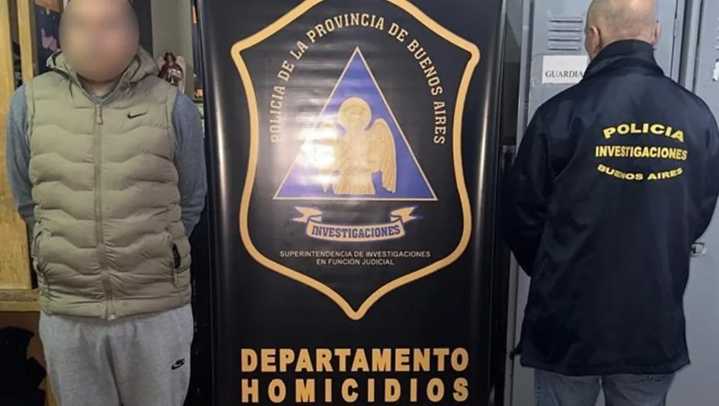 POLICIA DE LA PROVINCIA DE BUENOS AIRES
INVESTIGACIONES
SUPERINTENDENCIA DE INVESTIGACIONES
EN FUNCIÓN JUDICIAL
DEPARTAMENTO
HOMICIDIOS
GUARDIA
POLICIA
INVESTIGACIONES
BUENOS AIRES